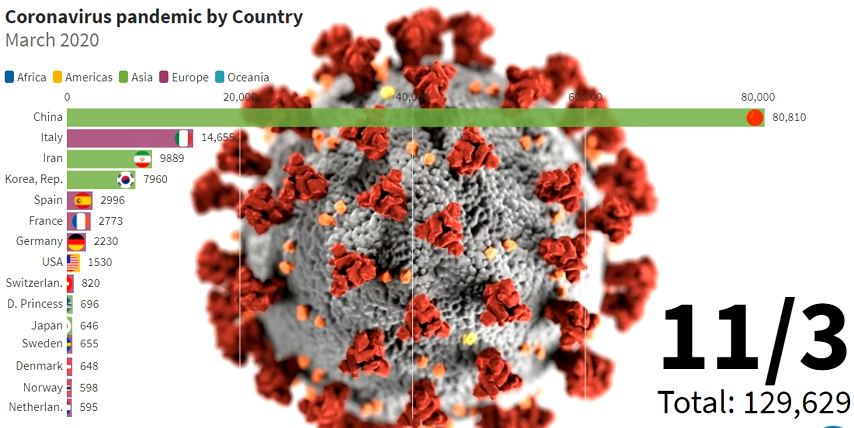 Coronavirus pandemic by Country
March 2020
Africa Americas Asia Europe Oceania
0 20,000 40,000 60,000 80,000
China 80,810
Italy 14,655
Iran 9889
Korea, Rep. 7960
Spain 2996
France 2773
Germany 2230
USA 1530
Switzerlan. 820
D. Princess 696
Japan 646
Sweden 655
Denmark 648
Norway 598
Netherlan. 595
11/3
Total: 129,629